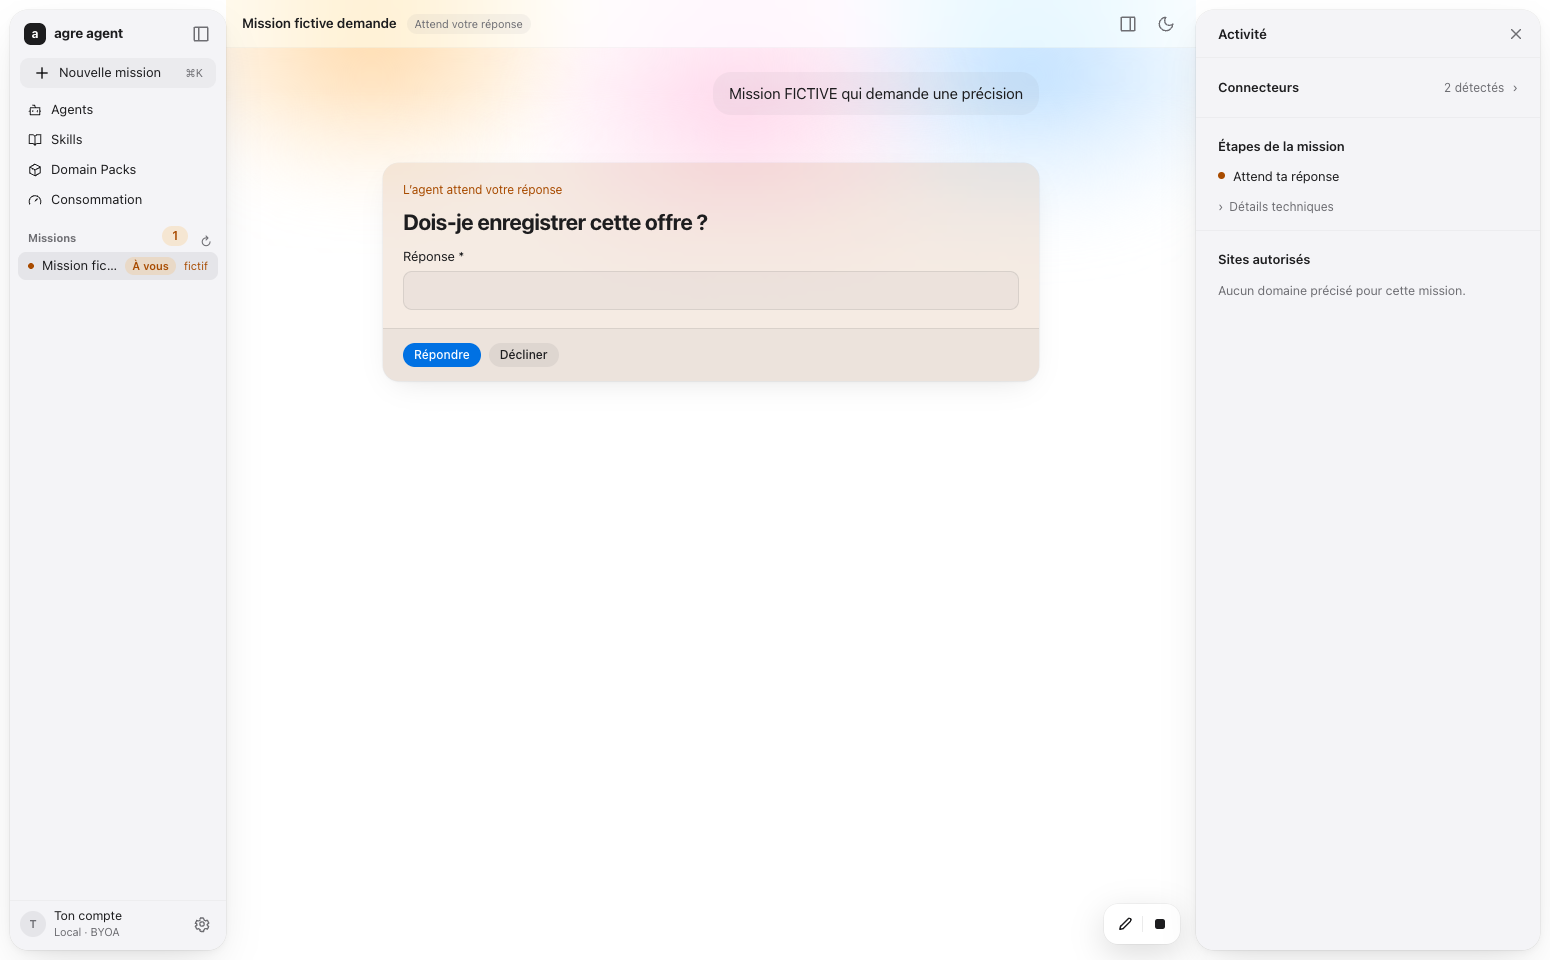 a agre agent
Nouvelle mission ⌘K
Agents
Skills
Domain Packs
Consommation
Missions 1
Mission fic... À vous fictif
T
Ton compte
Local · BYOA
Mission fictive demande Attend votre réponse
Mission FICTIVE qui demande une précision
L'agent attend votre réponse
Dois-je enregistrer cette offre ?
Réponse *
Répondre Décliner
Activité
Connecteurs 2 détectés ›
Étapes de la mission
Attend ta réponse
› Détails techniques
Sites autorisés
Aucun domaine précisé pour cette mission.